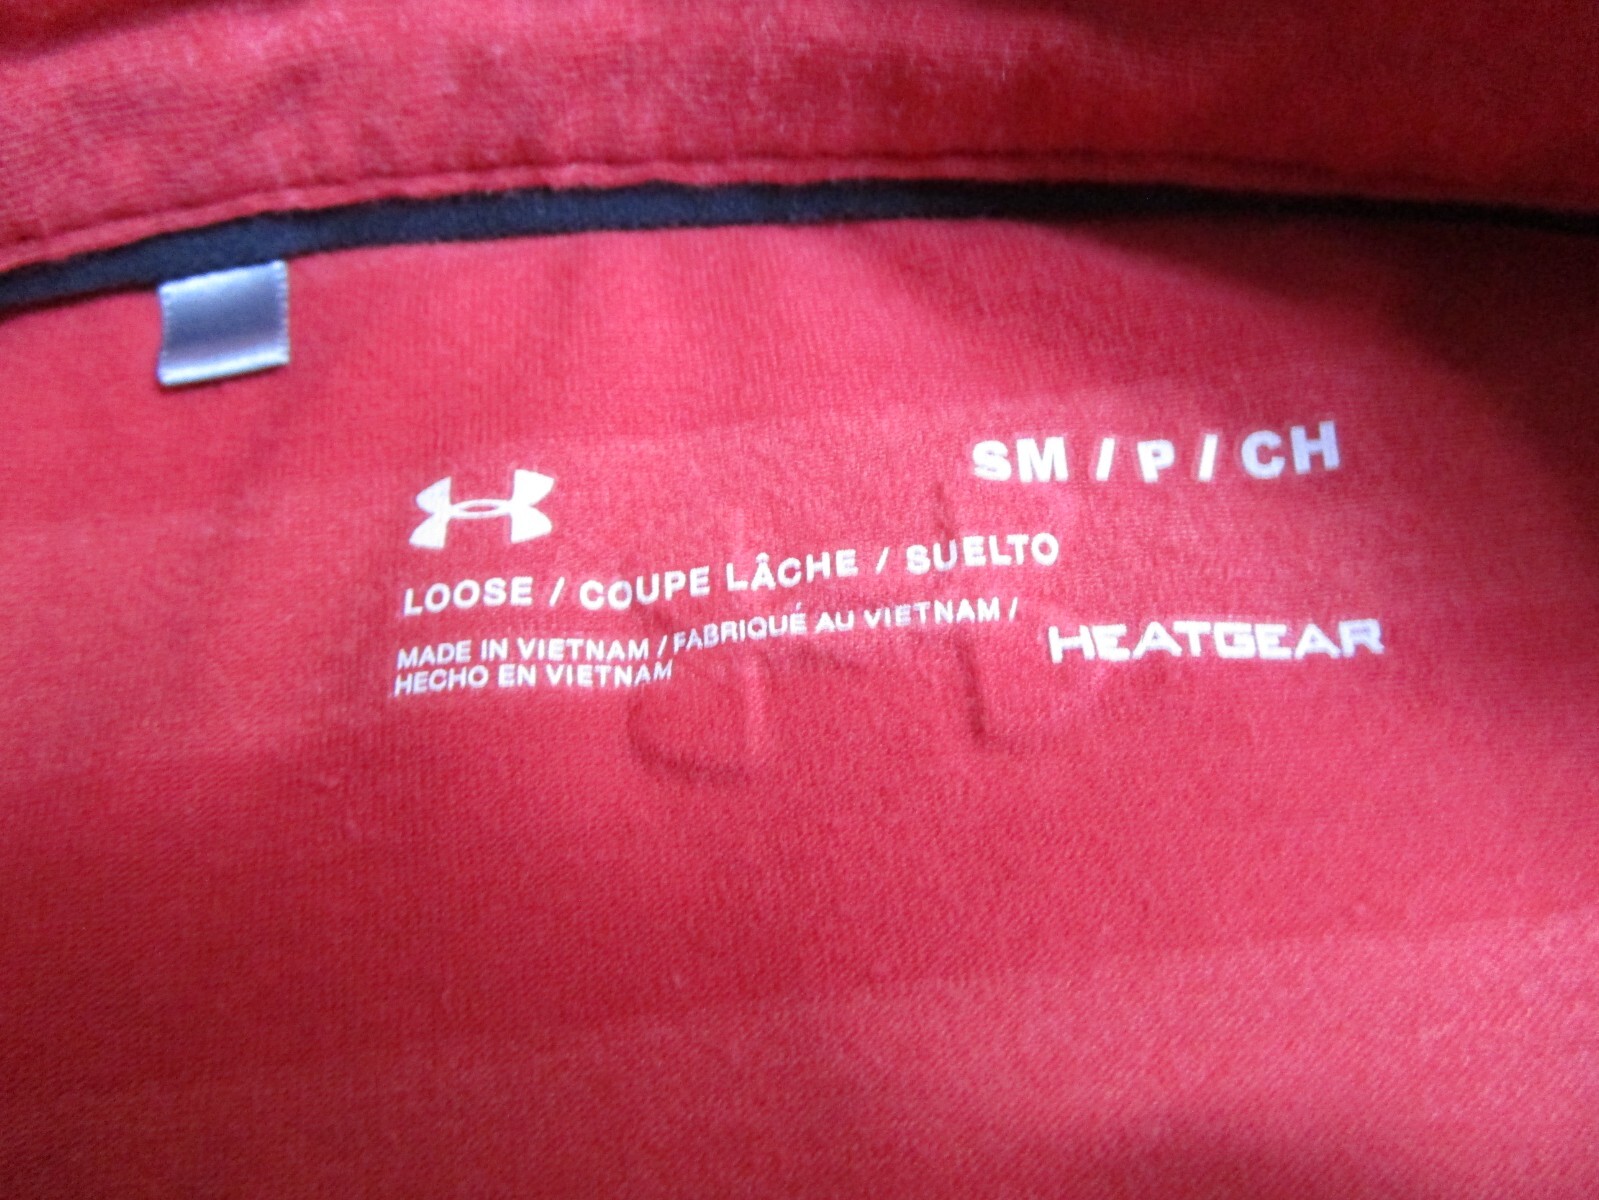 SM / P / CH
LOOSE / COUPE LÂCHE / SUELTO
MADE IN VIETNAM / FABRIQUÉ AU VIETNAM /
HECHO EN VIETNAM
HEATGEAR